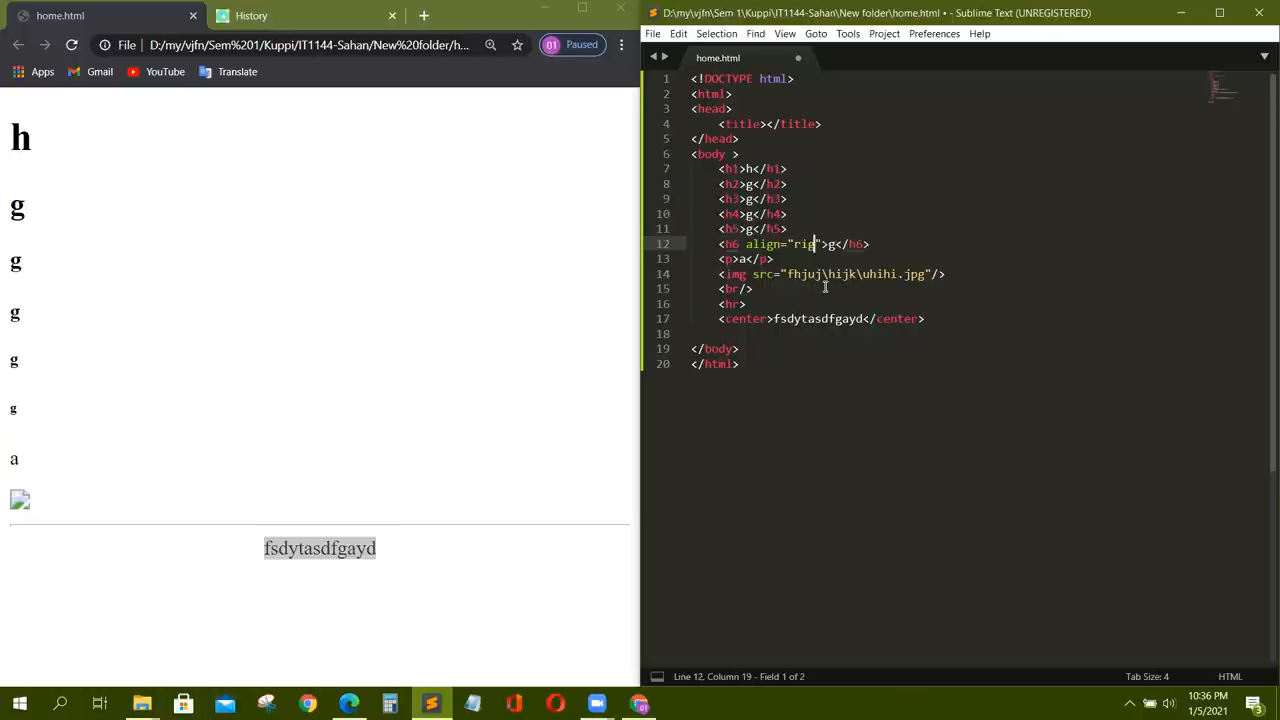 home.html
History
File
D:/my/vjfn/Sem%201/Kuppi/IT1144-Sahan/New%20folder/h...
01 Paused
Apps
Gmail
YouTube
Translate
h
g
g
g
g
g
a
fsdytasdfgayd
D:\my\vjfn\Sem 1\Kuppi\IT1144-Sahan\New folder\home.html • - Sublime Text (UNREGISTERED)
File Edit Selection Find View Goto Tools Project Preferences Help
home.html
1 <!DOCTYPE html>
2 <html>
3 <head>
4 <title></title>
5 </head>
6 <body >
7 <h1>h</h1>
8 <h2>g</h2>
9 <h3>g</h3>
10 <h4>g</h4>
11 <h5>g</h5>
12 <h6 align="rig">g</h6>
13 <p>a</p>
14 <img src="fhjuj\hijk\uhihi.jpg"/>
15 <br/>
16 <hr>
17 <center>fsdytasdfgayd</center>
18
19 </body>
20 </html>
Line 12, Column 19 - Field 1 of 2
Tab Size: 4
HTML
01
10:36 PM
1/5/2021
3